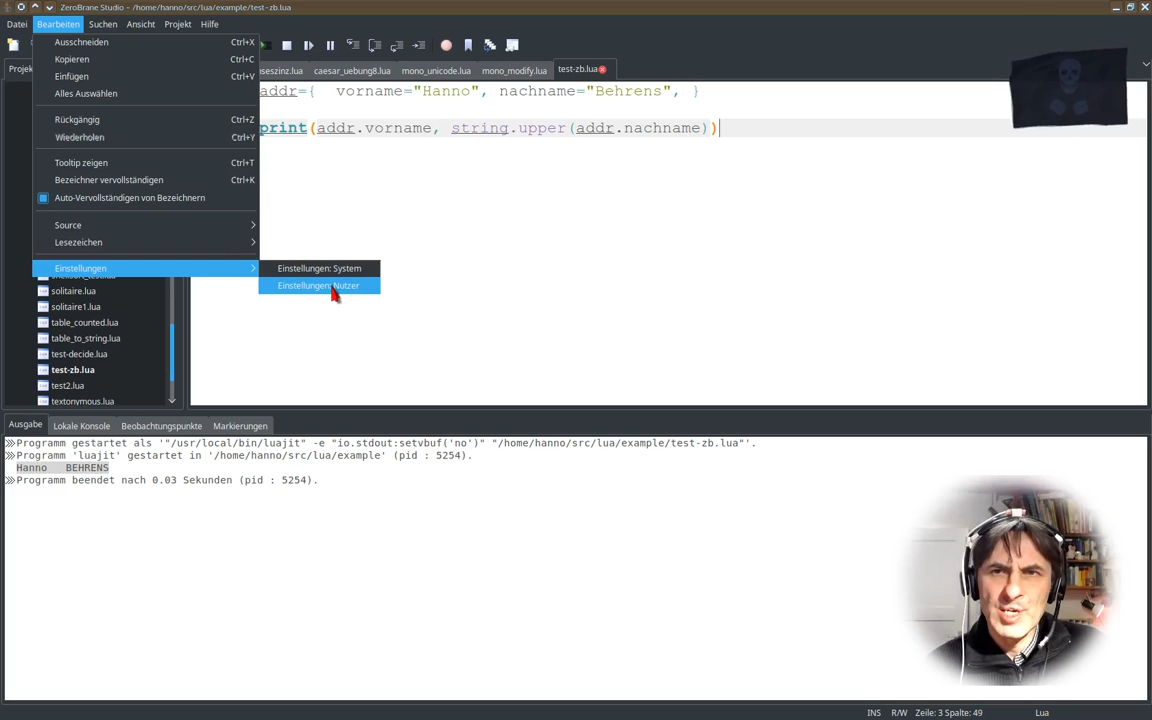 ZeroBrane Studio - /home/hanno/src/lua/example/test-zb.lua
Datei Bearbeiten Suchen Ansicht Projekt Hilfe
Ausschneiden Ctrl+X
Kopieren Ctrl+C
Einfügen Ctrl+V
Alles Auswählen
Rückgängig Ctrl+Z
Wiederholen Ctrl+Y
Tooltip zeigen Ctrl+T
Bezeichner vervollständigen Ctrl+K
Auto-Vervollständigen von Bezeichnern
Source
Lesezeichen
Einstellungen
Einstellungen: System
Einstellungen: Nutzer
caesar_uebung8.lua mono_unicode.lua mono_modify.lua test-zb.lua
addr={ vorname="Hanno", nachname="Behrens", }
print(addr.vorname, string.upper(addr.nachname))
solitaire.lua
solitaire1.lua
table_counted.lua
table_to_string.lua
test-decide.lua
test-zb.lua
test2.lua
textonymous.lua
Ausgabe Lokale Konsole Beobachtungspunkte Markierungen
Programm gestartet als '"/usr/local/bin/luajit" -e "io.stdout:setvbuf('no')" "/home/hanno/src/lua/example/test-zb.lua"'.
Programm 'luajit' gestartet in '/home/hanno/src/lua/example' (pid : 5254).
Hanno BEHRENS
Programm beendet nach 0.03 Sekunden (pid : 5254).
INS R/W Zeile: 3 Spalte: 49 Lua